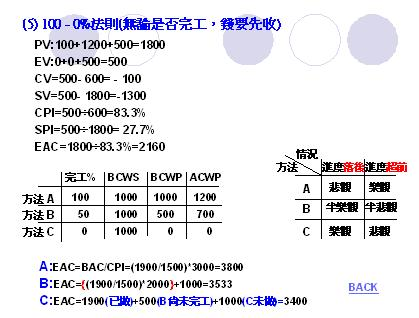 (5) 100 - 0%法則(無論是否完工，錢要先收)
PV:100+1200+500=1800
EV:0+0+500=500
CV=500- 600= - 100
SV=500- 1800=-1300
CPI=500÷600=83.3%
SPI=500÷1800= 27.7%
EAC=1800÷83.3%=2160
情況
方法 進度落後 進度超前
A 悲觀 樂觀
B 半樂觀 半悲觀
C 樂觀 悲觀
完工% BCWS BCWP ACWP
方法 A 100 1000 1000 1200
方法 B 50 1000 500 700
方法 C 0 1000 0 0
A:EAC=BAC/CPI=(1900/1500)*3000=3800
B:EAC=((1900/1500)*2000)+1000=3533
C:EAC=1900(已做)+500(B尚未完工)+1000(C未做)=3400
BACK